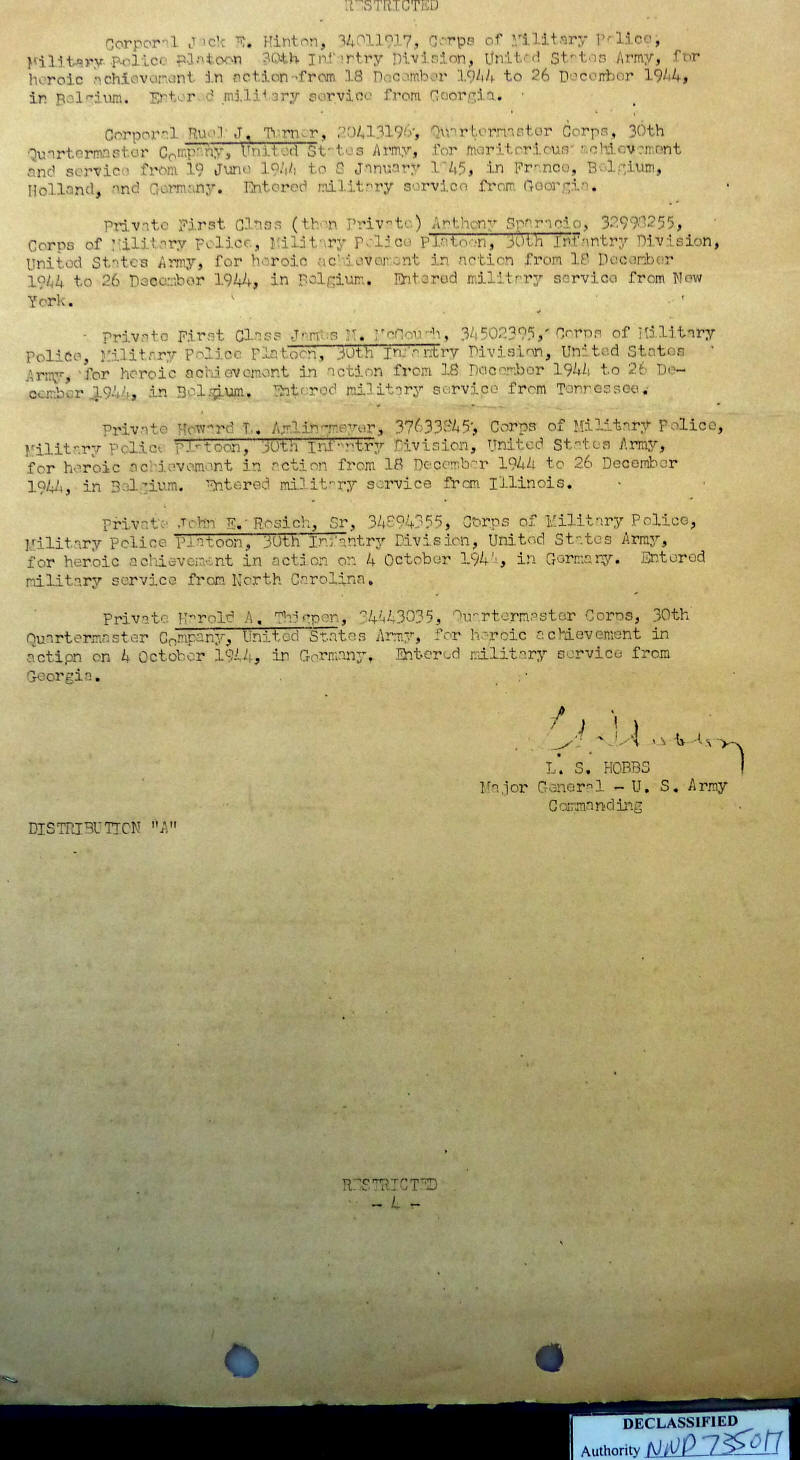 RESTRICTED
Corporal Jack E. Hinton, 34011917, Corps of Military Police,
Military Police Platoon 30th Infantry Division, United States Army, for
heroic achievement in action from 18 December 1944 to 26 December 1944,
in Belgium. Entered military service from Georgia.
Corporal Ruel J. Turner, 20413196, Quartermaster Corps, 30th
Quartermaster Company, United States Army, for meritorious achievement
and service from 19 June 1944 to 8 January 1945, in France, Belgium,
Holland, and Germany. Entered military service from Georgia.
Private First Class (then Private) Anthony Sparacio, 32998255,
Corps of Military Police, Military Police Platoon, 30th Infantry Division,
United States Army, for heroic achievement in action from 18 December
1944 to 26 December 1944, in Belgium. Entered military service from New
York.
Private First Class James M. McGough, 34502395, Corps of Military
Police, Military Police Platoon, 30th Infantry Division, United States
Army, for heroic achievement in action from 18 December 1944 to 26 De-
cember 1944, in Belgium. Entered military service from Tennessee.
Private Howard L. Amlingmeyer, 37633845, Corps of Military Police,
Military Police Platoon, 30th Infantry Division, United States Army,
for heroic achievement in action from 18 December 1944 to 26 December
1944, in Belgium. Entered military service from Illinois.
Private John E. Rosich, Sr, 34894355, Corps of Military Police,
Military Police Platoon, 30th Infantry Division, United States Army,
for heroic achievement in action on 4 October 1944, in Germany. Entered
military service from North Carolina.
Private Harold A. Thigpen, 34443035, Quartermaster Corps, 30th
Quartermaster Company, United States Army, for heroic achievement in
action on 4 October 1944, in Germany. Entered military service from
Georgia.
L. S. HOBBS
Major General - U. S. Army
Commanding
DISTRIBUTION "A"
RESTRICTED
- 4 -
DECLASSIFIED
Authority NND 735017